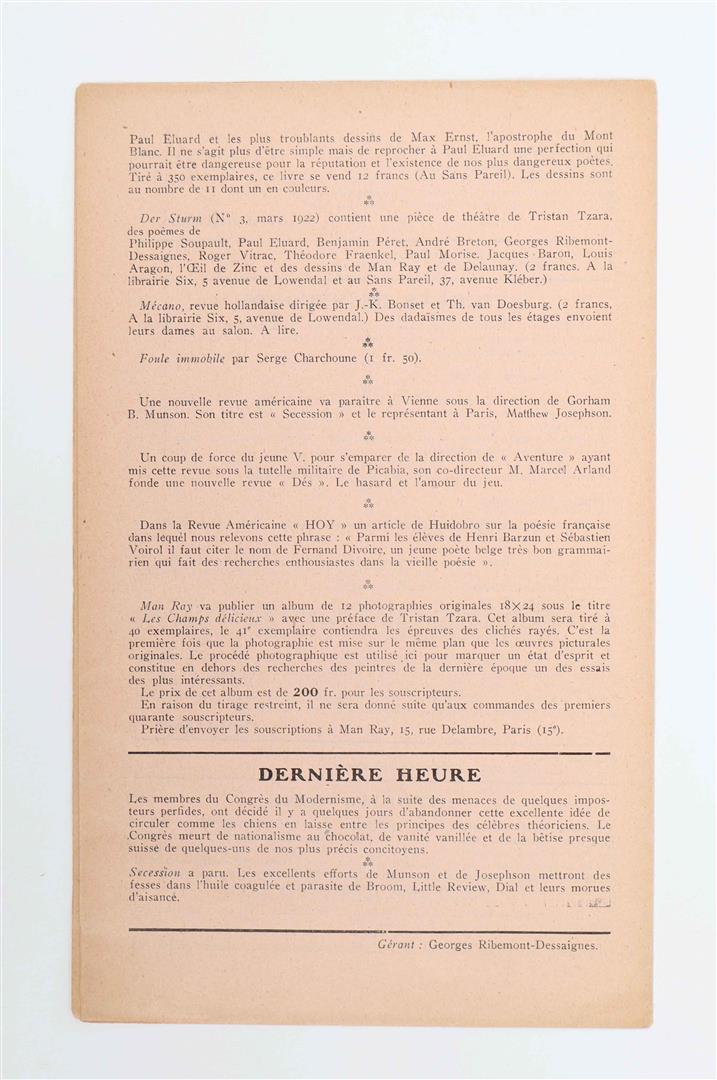 Paul Eluard et les plus troublants dessins de Max Ernst, l'apostrophe du Mont
Blanc. Il ne s'agit plus d'être simple mais de reprocher à Paul Eluard une perfection qui
pourrait être dangereuse pour la réputation et l'existence de nos plus dangereux poètes.
Tiré à 350 exemplaires, ce livre se vend 12 francs (Au Sans Pareil). Les dessins sont
au nombre de 11 dont un en couleurs.
⁂
Der Sturm (N° 3, mars 1922) contient une pièce de théâtre de Tristan Tzara,
des poèmes de
Philippe Soupault, Paul Eluard, Benjamin Péret, André Breton, Georges Ribemont-
Dessaignes, Roger Vitrac, Théodore Fraenkel, Paul Morise. Jacques Baron, Louis
Aragon, l'Œil de Zinc et des dessins de Man Ray et de Delaunay. (2 francs. A la
librairie Six, 5 avenue de Lowendal et au Sans Pareil, 37, avenue Kléber.)
⁂
Mécano, revue hollandaise dirigée par J.-K. Bonset et Th. van Doesburg. (2 francs,
A la librairie Six, 5, avenue de Lowendal.) Des dadaïsmes de tous les étages envoient
leurs dames au salon. A lire.
⁂
Foule immobile par Serge Charchoune (1 fr. 50).
⁂
Une nouvelle revue américaine va paraître à Vienne sous la direction de Gorham
B. Munson. Son titre est « Secession » et le représentant à Paris, Matthew Josephson.
⁂
Un coup de force du jeune V. pour s'emparer de la direction de « Aventure » ayant
mis cette revue sous la tutelle militaire de Picabia, son co-directeur M. Marcel Arland
fonde une nouvelle revue « Dés ». Le hasard et l'amour du jeu.
⁂
Dans la Revue Américaine « HOY » un article de Huidobro sur la poésie française
dans lequel nous relevons cette phrase : « Parmi les élèves de Henri Barzun et Sébastien
Voirol il faut citer le nom de Fernand Divoire, un jeune poète belge très bon grammai-
rien qui fait des recherches enthousiastes dans la vieille poésie ».
⁂
Man Ray va publier un album de 12 photographies originales 18×24 sous le titre
« Les Champs délicieux » avec une préface de Tristan Tzara. Cet album sera tiré à
40 exemplaires, le 41e exemplaire contiendra les épreuves des clichés rayés. C'est la
première fois que la photographie est mise sur le même plan que les œuvres picturales
originales. Le procédé photographique est utilisé ici pour marquer un état d'esprit et
constitue en dehors des recherches des peintres de la dernière époque un des essais
des plus intéressants.
Le prix de cet album est de 200 fr. pour les souscripteurs.
En raison du tirage restreint, il ne sera donné suite qu'aux commandes des premiers
quarante souscripteurs.
Prière d'envoyer les souscriptions à Man Ray, 15, rue Delambre, Paris (15e).
DERNIÈRE HEURE
Les membres du Congrès du Modernisme, à la suite des menaces de quelques impos-
teurs perfides, ont décidé il y a quelques jours d'abandonner cette excellente idée de
circuler comme les chiens en laisse entre les principes des célèbres théoriciens. Le
Congrès meurt de nationalisme au chocolat, de vanité vanillée et de la bêtise presque
suisse de quelques-uns de nos plus précis concitoyens.
⁂
Secession a paru. Les excellents efforts de Munson et de Josephson mettront des
fesses dans l'huile coagulée et parasite de Broom, Little Review, Dial et leurs morues
d'aisance.
Gérant : Georges Ribemont-Dessaignes.